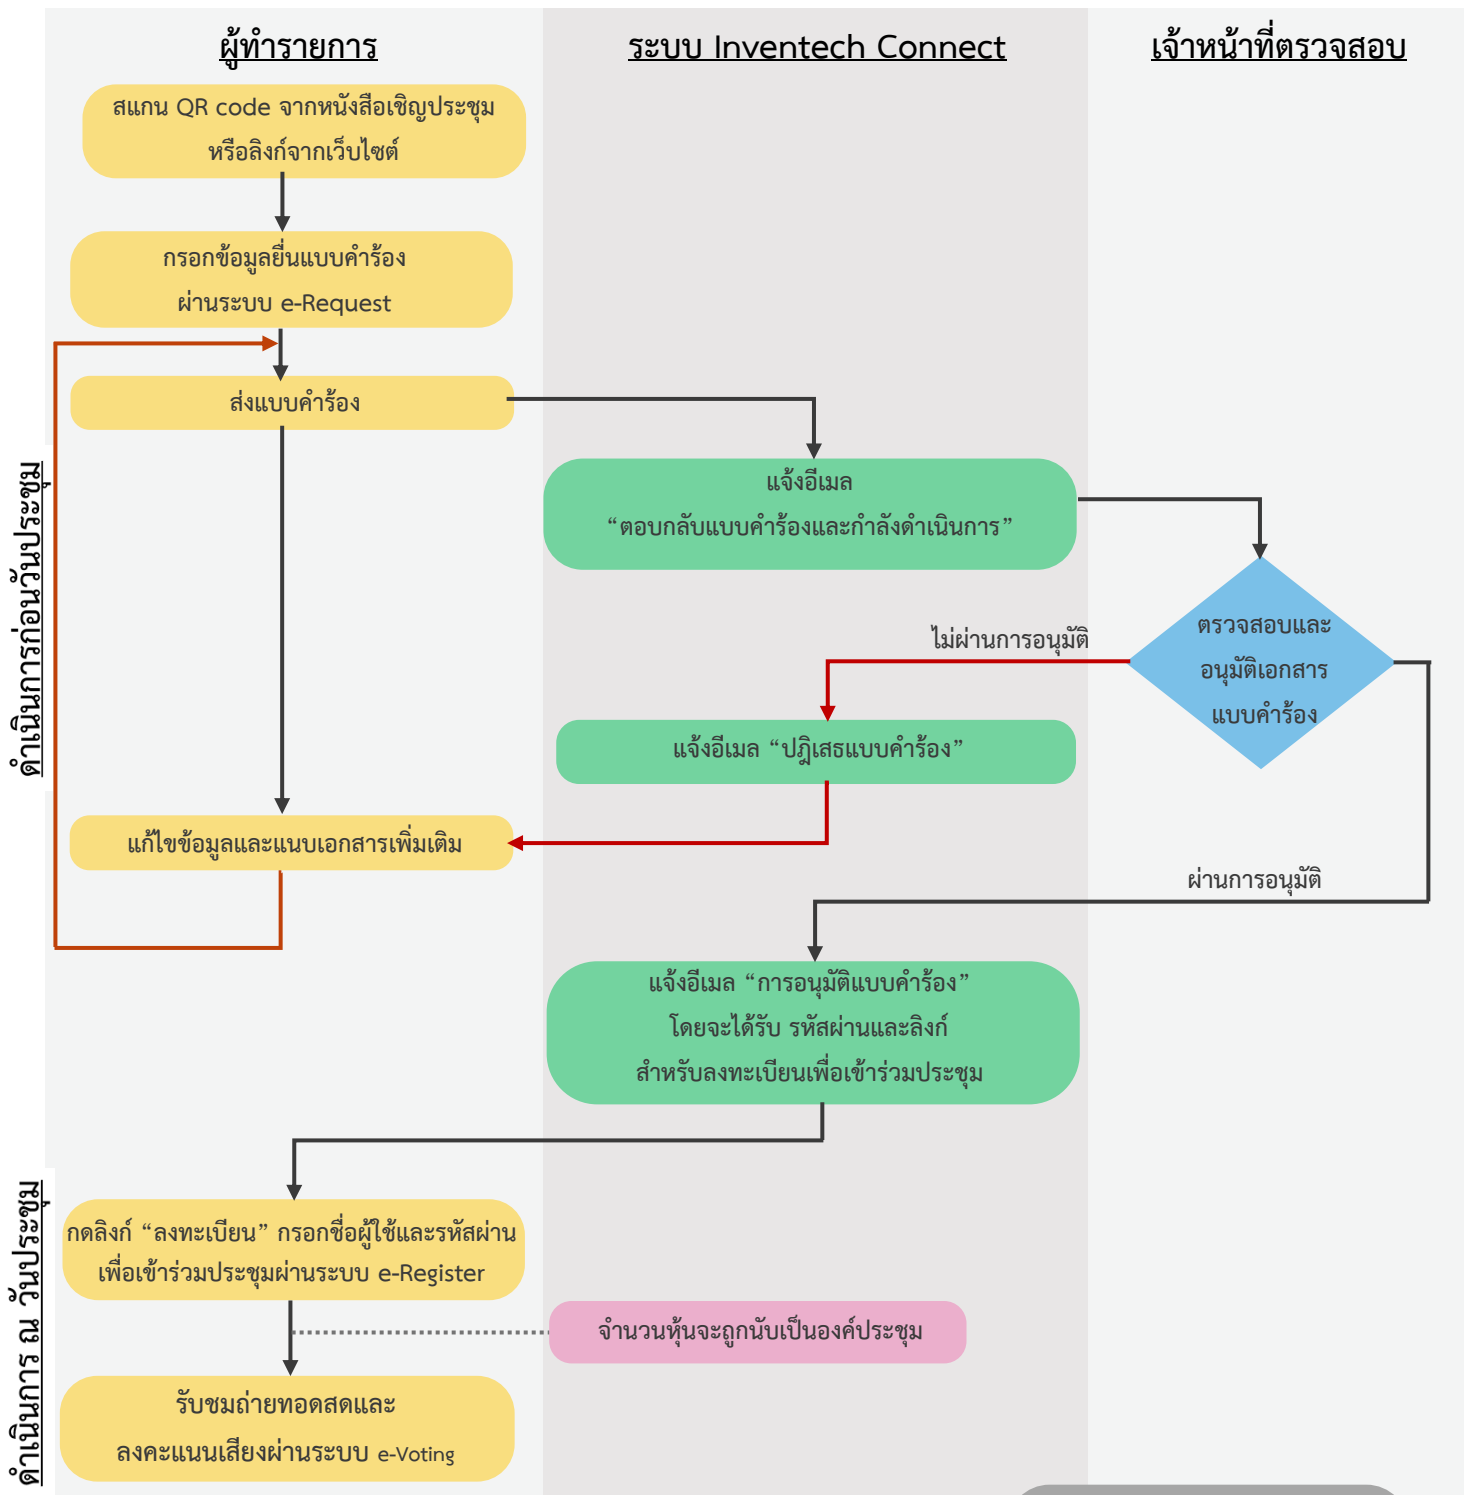 ผู้ทำรายการ
ระบบ Inventech Connect
เจ้าหน้าที่ตรวจสอบ
สแกน QR code จากหนังสือเชิญประชุม
หรือลิงก์จากเว็บไซต์
กรอกข้อมูลยื่นแบบคำร้อง
ผ่านระบบ e-Request
ส่งแบบคำร้อง
แจ้งอีเมล
“ตอบกลับแบบคำร้องและกำลังดำเนินการ”
ดำเนินการก่อนวันประชุม
ตรวจสอบและ
อนุมัติเอกสาร
แบบคำร้อง
ไม่ผ่านการอนุมัติ
แจ้งอีเมล “ปฏิเสธแบบคำร้อง”
แก้ไขข้อมูลและแนบเอกสารเพิ่มเติม
ผ่านการอนุมัติ
แจ้งอีเมล “การอนุมัติแบบคำร้อง”
โดยจะได้รับ รหัสผ่านและลิงก์
สำหรับลงทะเบียนเพื่อเข้าร่วมประชุม
ดำเนินการ ณ วันประชุม
กดลิงก์ “ลงทะเบียน” กรอกชื่อผู้ใช้และรหัสผ่าน
เพื่อเข้าร่วมประชุมผ่านระบบ e-Register
จำนวนหุ้นจะถูกนับเป็นองค์ประชุม
รับชมถ่ายทอดสดและ
ลงคะแนนเสียงผ่านระบบ e-Voting